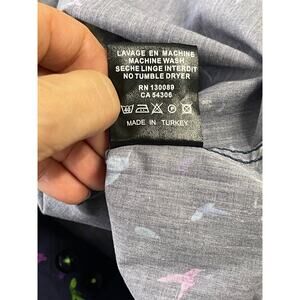 LAVAGE EN MACHINE
MACHINE WASH
SECHE LINGE INTERDIT
NO TUMBLE DRYER
RN 130089
CA 54306
MADE IN TURKEY